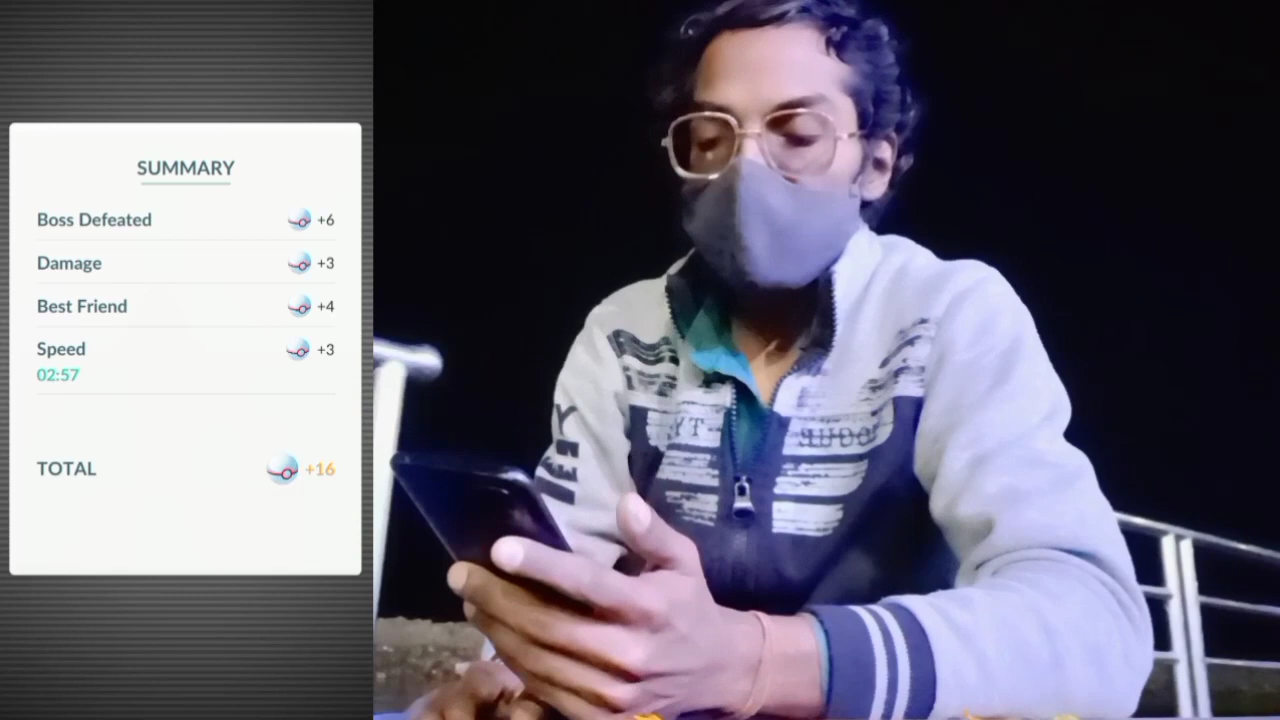 SUMMARY
Boss Defeated +6
Damage +3
Best Friend +4
Speed +3
02:57
TOTAL +16